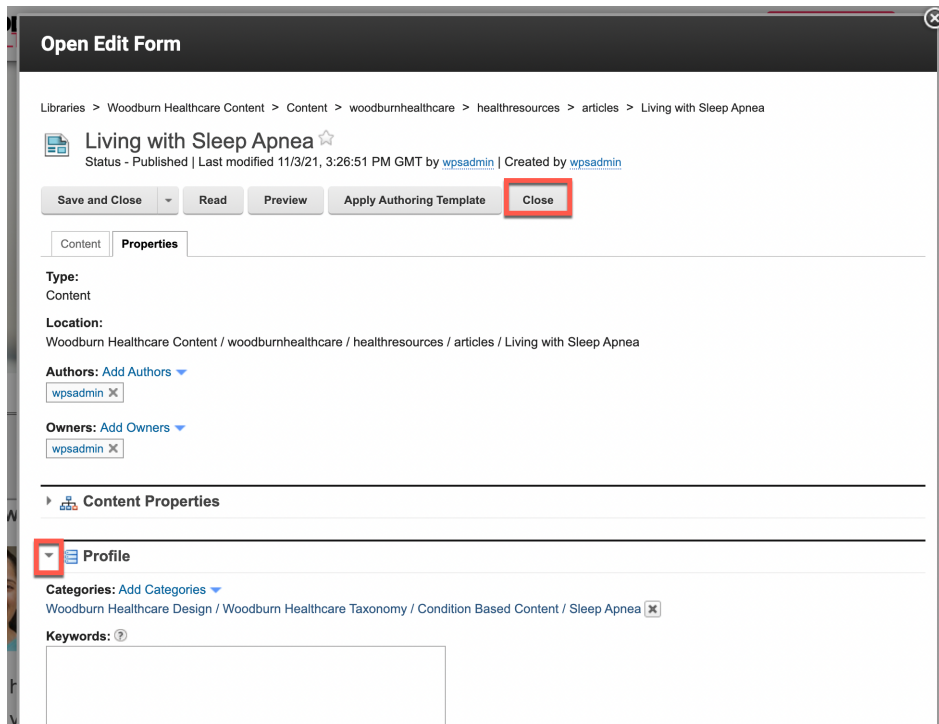 Open Edit Form
Libraries > Woodburn Healthcare Content > Content > woodburnhealthcare > healthresources > articles > Living with Sleep Apnea
Living with Sleep Apnea
Status - Published | Last modified 11/3/21, 3:26:51 PM GMT by wpsadmin | Created by wpsadmin
Save and Close Read Preview Apply Authoring Template Close
Content Properties
Type:
Content
Location:
Woodburn Healthcare Content / woodburnhealthcare / healthresources / articles / Living with Sleep Apnea
Authors: Add Authors
wpsadmin
Owners: Add Owners
wpsadmin
Content Properties
Profile
Categories: Add Categories
Woodburn Healthcare Design / Woodburn Healthcare Taxonomy / Condition Based Content / Sleep Apnea
Keywords: ?